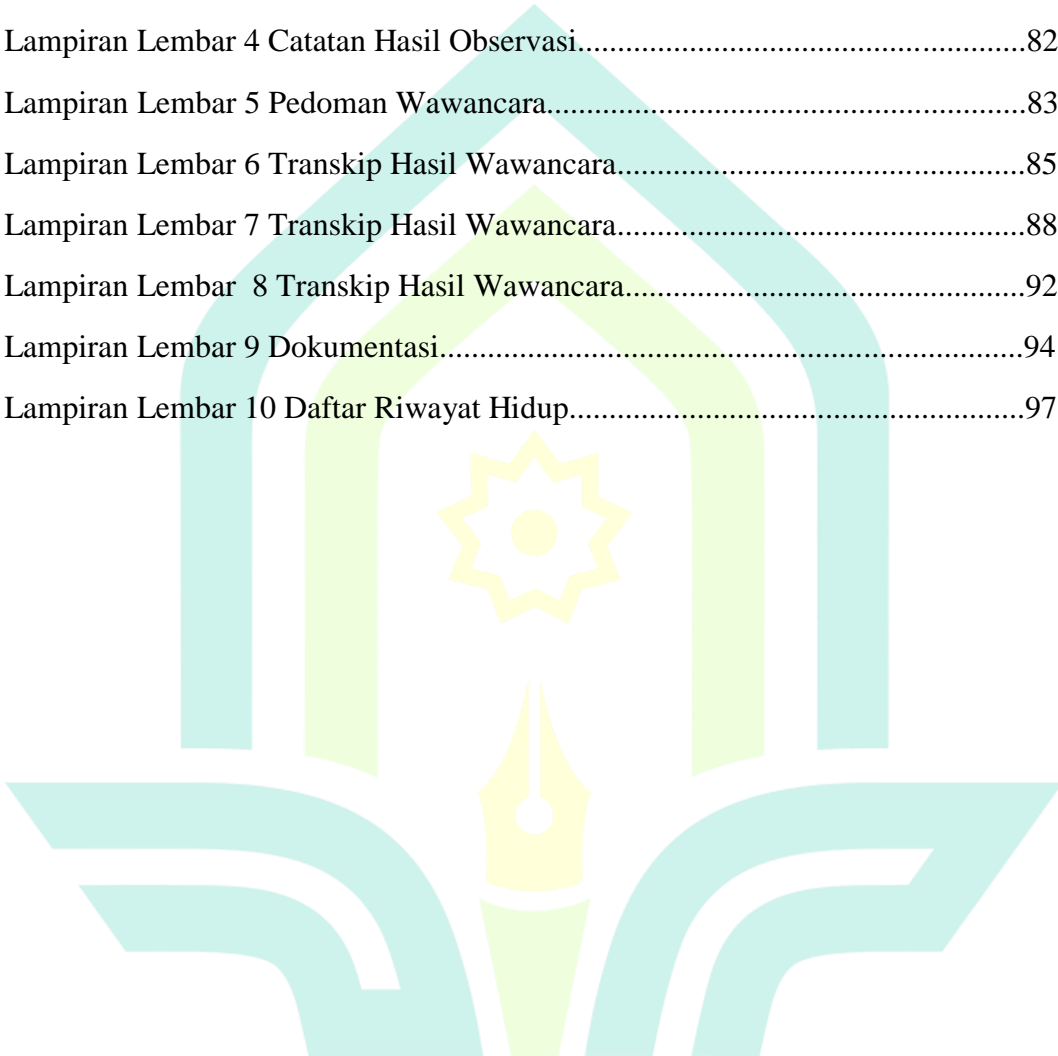 Lampiran Lembar 4 Catatan Hasil Observasi.........................................................82
Lampiran Lembar 5 Pedoman Wawancara.............................................................83
Lampiran Lembar 6 Transkip Hasil Wawancara....................................................85
Lampiran Lembar 7 Transkip Hasil Wawancara....................................................88
Lampiran Lembar  8 Transkip Hasil Wawancara...................................................92
Lampiran Lembar 9 Dokumentasi..........................................................................94
Lampiran Lembar 10 Daftar Riwayat Hidup..........................................................97